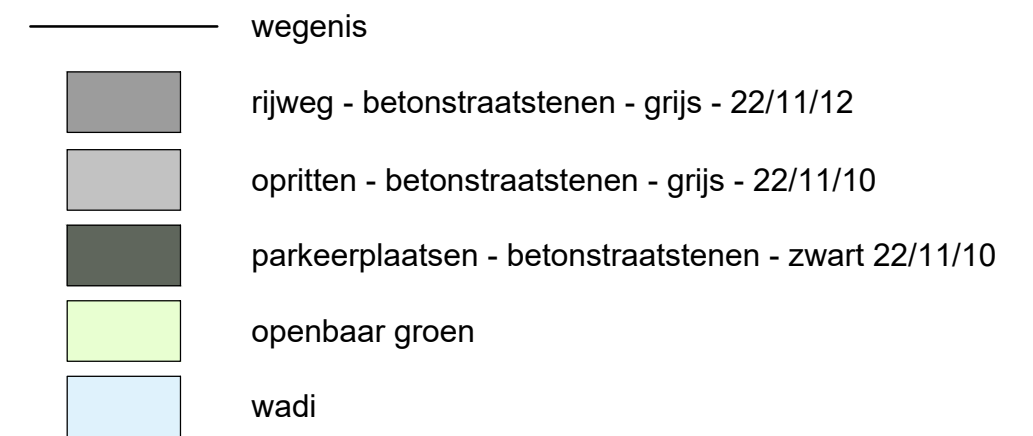 wegenis
rijweg - betonstraatstenen - grijs - 22/11/12
opritten - betonstraatstenen - grijs - 22/11/10
parkeerplaatsen - betonstraatstenen - zwart 22/11/10
openbaar groen
wadi